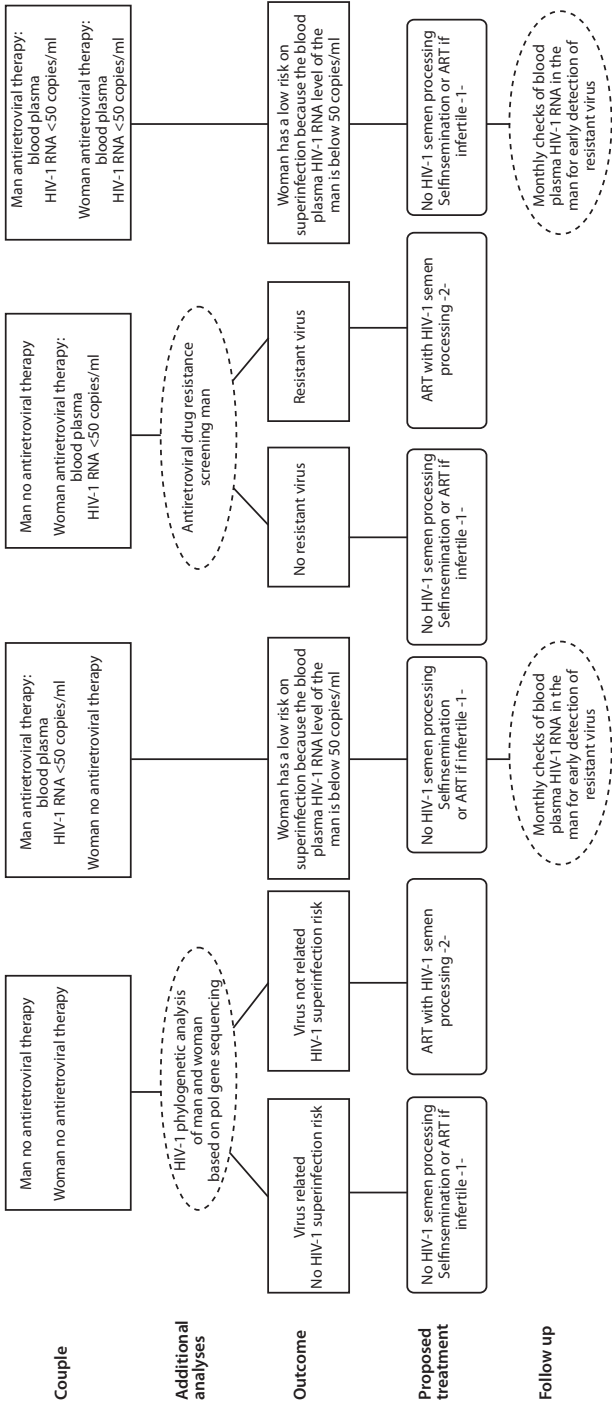 Couple
Man no antiretroviral therapy
Woman no antiretroviral therapy
Man antiretroviral therapy:
blood plasma
HIV-1 RNA <50 copies/ml
Woman no antiretroviral therapy
Man no antiretroviral therapy
Woman antiretroviral therapy:
blood plasma
HIV-1 RNA <50 copies/ml
Man antiretroviral therapy:
blood plasma
HIV-1 RNA <50 copies/ml
Woman antiretroviral therapy:
blood plasma
HIV-1 RNA <50 copies/ml
Additional
analyses
HIV-1 phylogenetic analysis
of man and woman
based on pol gene sequencing
Antiretroviral drug resistance
screening man
Outcome
Virus related
No HIV-1 superinfection risk
Virus not related
HIV-1 superinfection risk
Woman has a low risk on
superinfection because the blood
plasma HIV-1 RNA level of the
man is below 50 copies/ml
No resistant virus
Resistant virus
Woman has a low risk on
superinfection because the blood
plasma HIV-1 RNA level of the
man is below 50 copies/ml
Proposed
treatment
No HIV-1 semen processing
Selfinsemination or ART if
infertile -1-
ART with HIV-1 semen
processing -2-
No HIV-1 semen processing
Selfinsemination
or ART if infertile -1-
No HIV-1 semen processing
Selfinsemination or ART if
infertile -1-
ART with HIV-1 semen
processing -2-
No HIV-1 semen processing
Selfinsemination or ART if
infertile -1-
Follow up
Monthly checks of blood
plasma HIV-1 RNA in the
man for early detection of
resistant virus
Monthly checks of blood
plasma HIV-1 RNA in the
man for early detection of
resistant virus